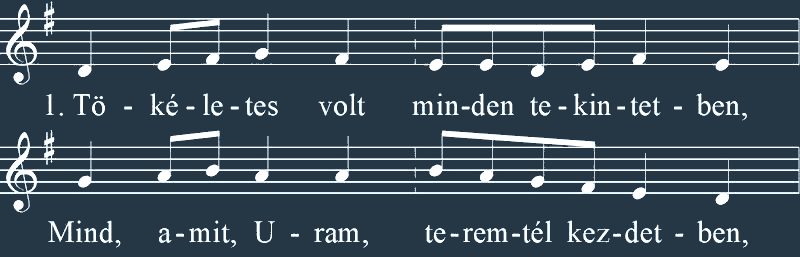 1. Tö - ké - le - tes volt min-den te - kin - tet - ben,
Mind, a - mit, U - ram, te - rem-tél kez-det - ben,